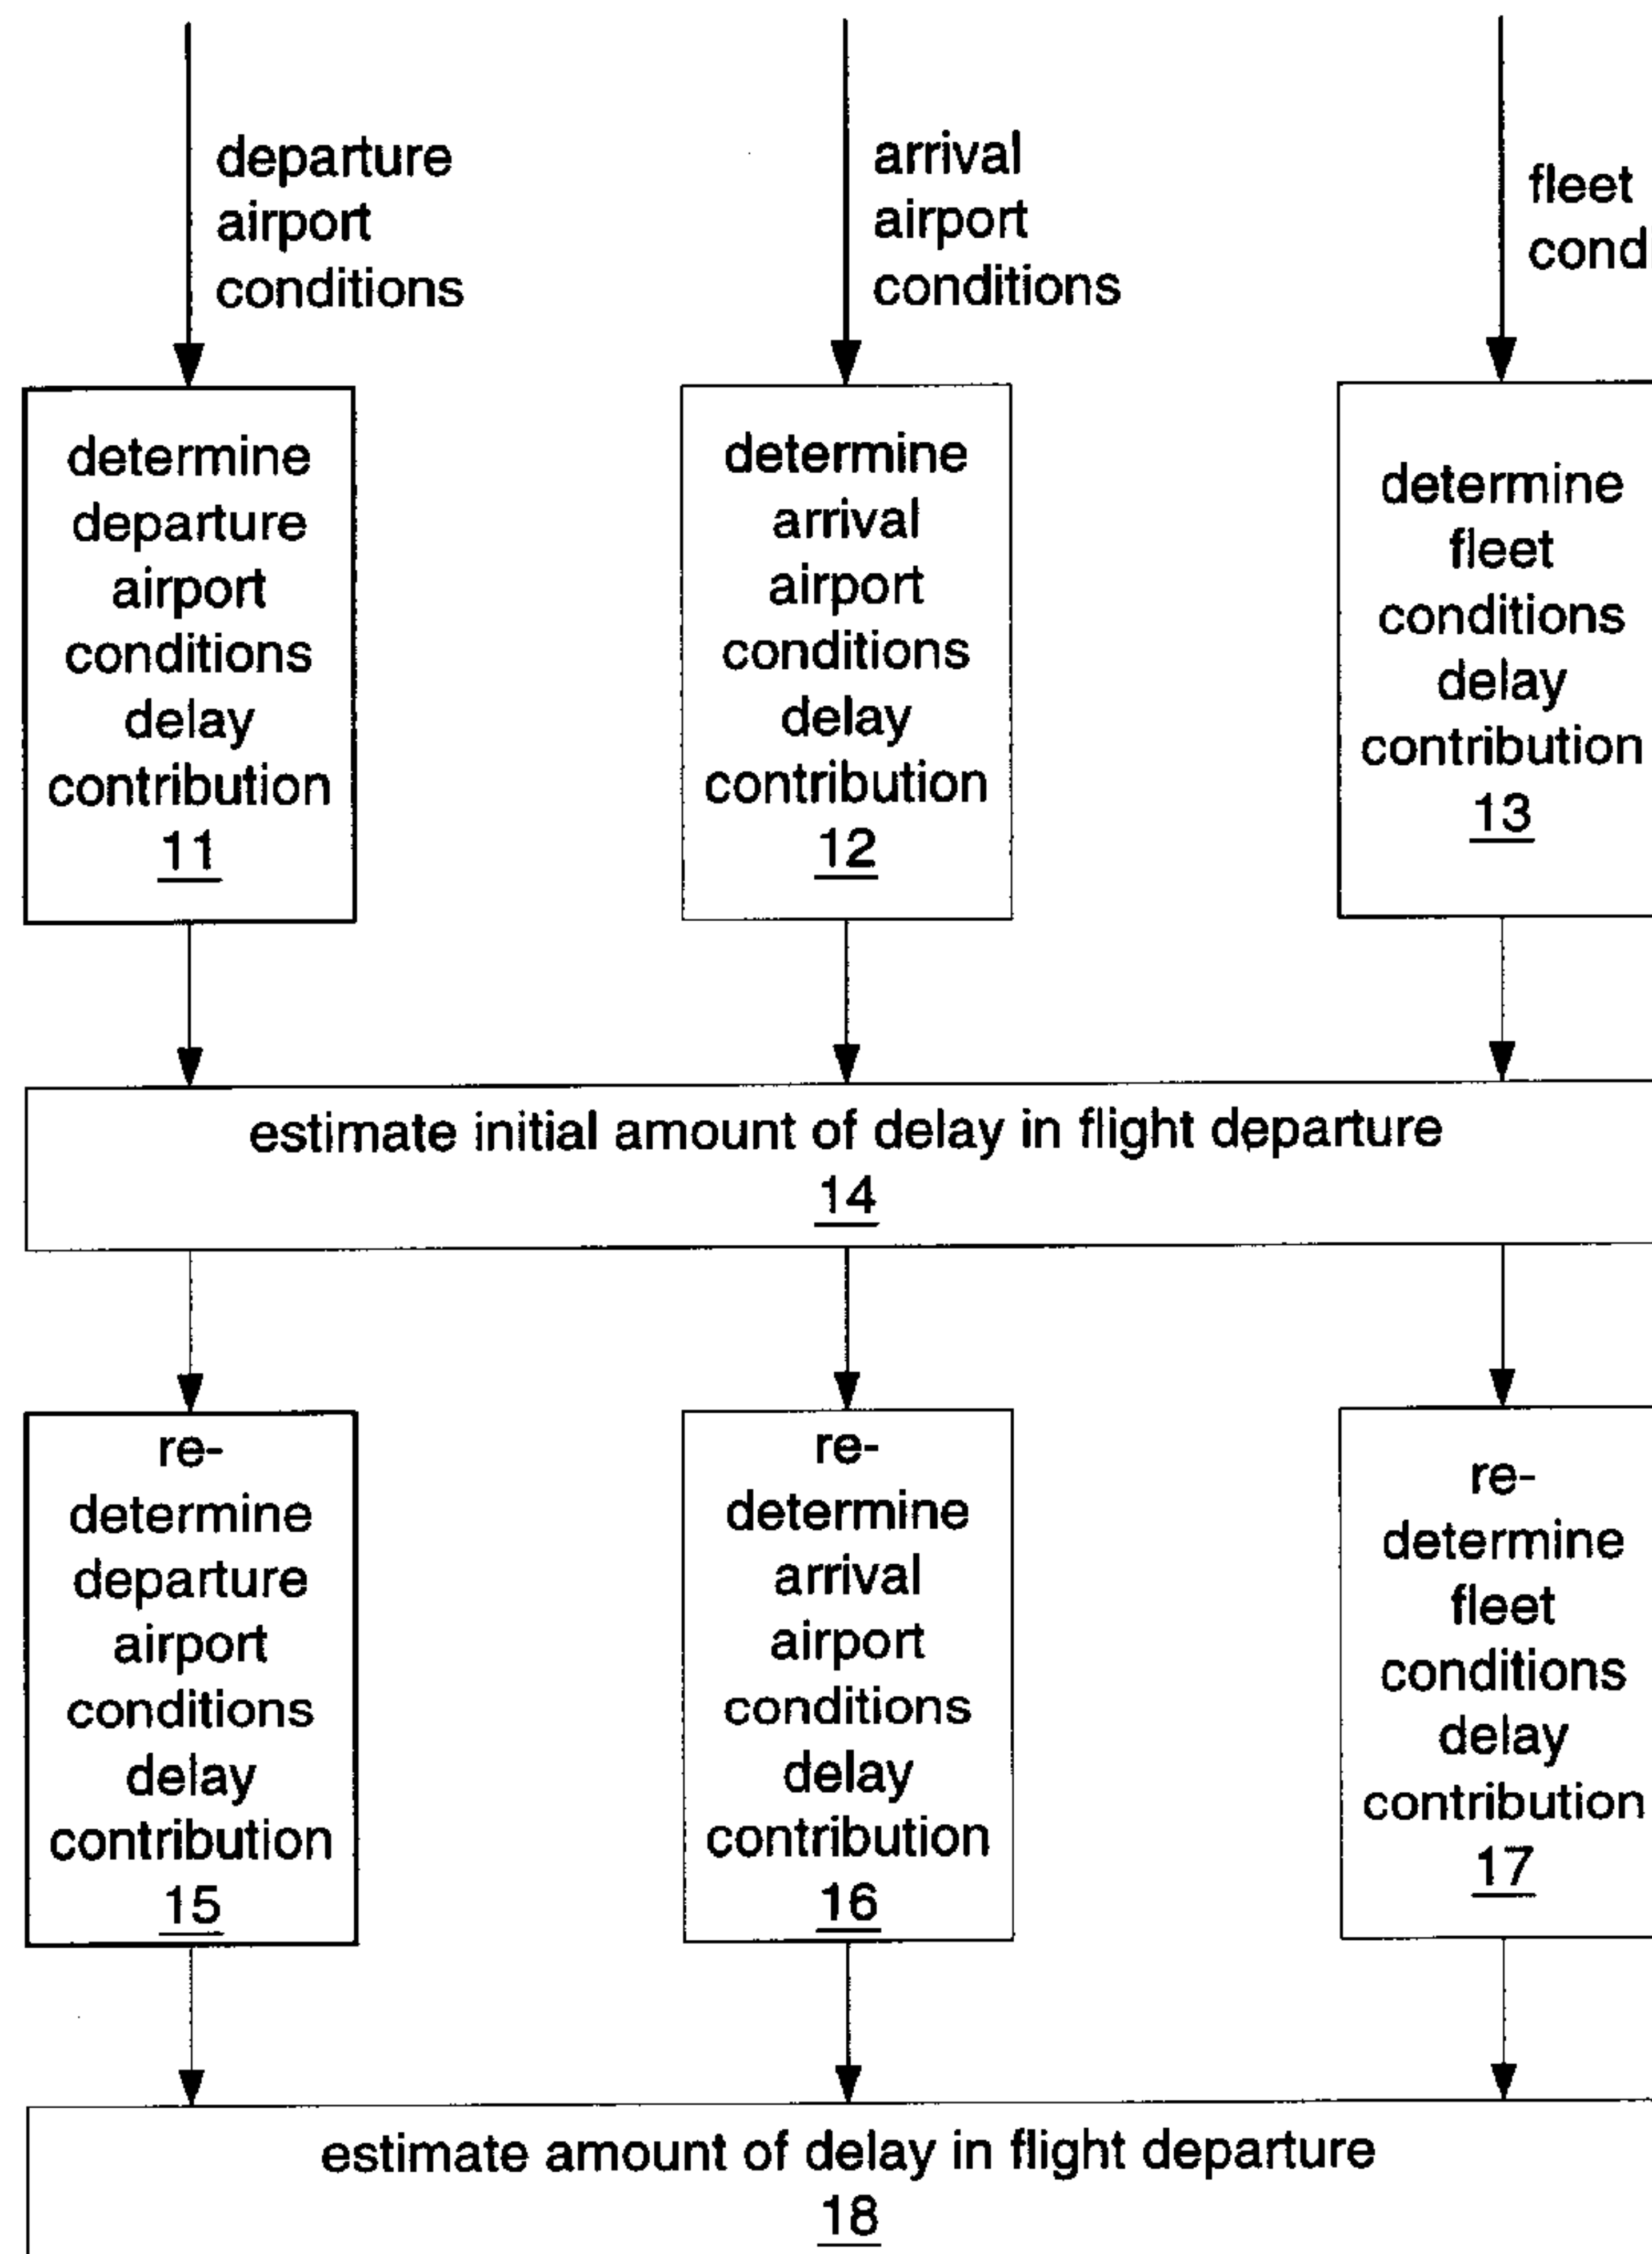 departure
airport
conditions
arrival
airport
conditions
fleet
cond
determine
departure
airport
conditions
delay
contribution
11
determine
arrival
airport
conditions
delay
contribution
12
determine
fleet
conditions
delay
contribution
13
estimate initial amount of delay in flight departure
14
re-
determine
departure
airport
conditions
delay
contribution
15
re-
determine
arrival
airport
conditions
delay
contribution
16
re-
determine
fleet
conditions
delay
contribution
17
estimate amount of delay in flight departure
18